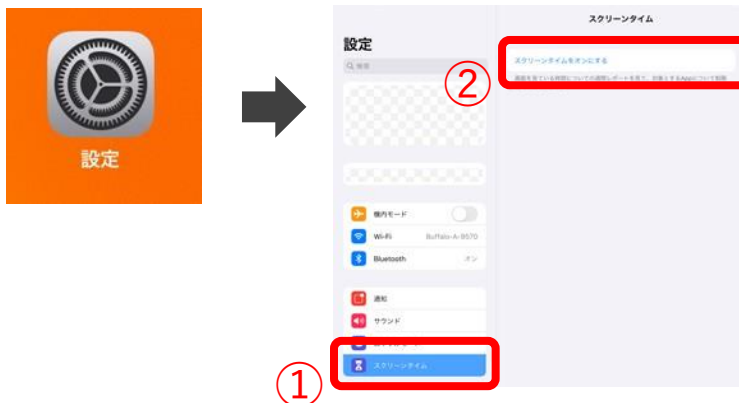 設定
設定
検索
機内モード
Wi-Fi
Buffalo-A-9570
Bluetooth
オン
通知
サウンド
スクリーンタイム
①
スクリーンタイム
スクリーンタイムをオンにする
②